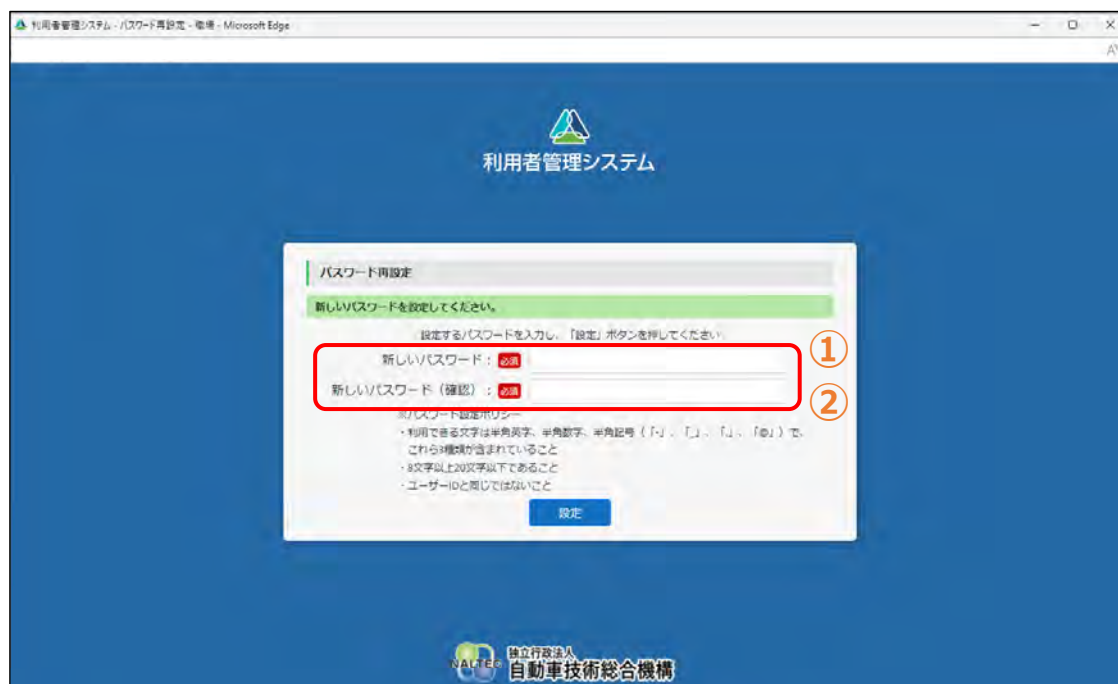 利用者管理システム - パスワード再設定 - 職場 - Microsoft Edge
利用者管理システム
パスワード再設定
新しいパスワードを設定してください。
設定するパスワードを入力し、「設定」ボタンを押してください
新しいパスワード： 必須
①
新しいパスワード（確認）： 必須
②
※パスワード設定ポリシー
・利用できる文字は半角英字、半角数字、半角記号（「-」、「_」、「.」、「@」）で、
これら3種類が含まれていること
・8文字以上20文字以下であること
・ユーザーIDと同じではないこと
設定
NALTEC 独立行政法人
自動車技術総合機構